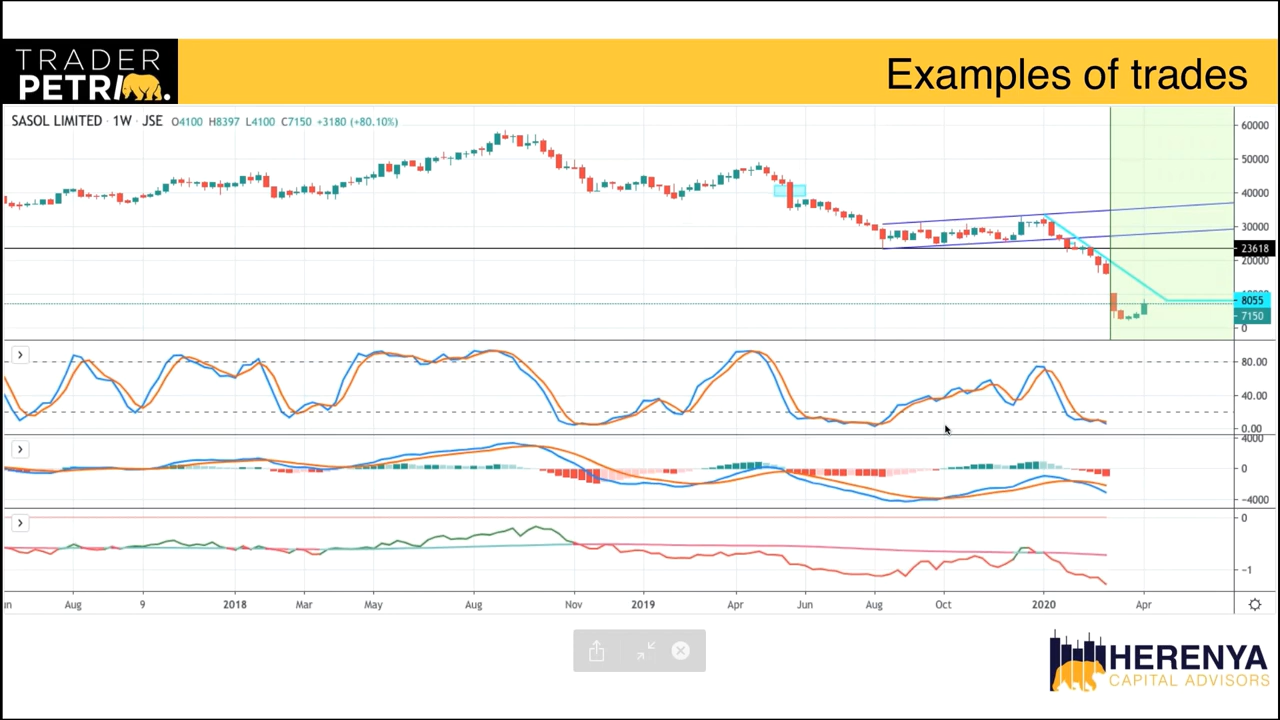 TRADER
PETRI.
Examples of trades
SASOL LIMITED · 1W · JSE O4100 H8397 L4100 C7150 +3180 (+80.10%)
60000
50000
40000
30000
23618
20000
8055
7150
0
80.00
40.00
0.00
4000
0
−4000
0
−1
Aug 9 2018 Mar May Aug Nov 2019 Apr Jun Aug Oct 2020 Apr
HERENYA
CAPITAL ADVISORS